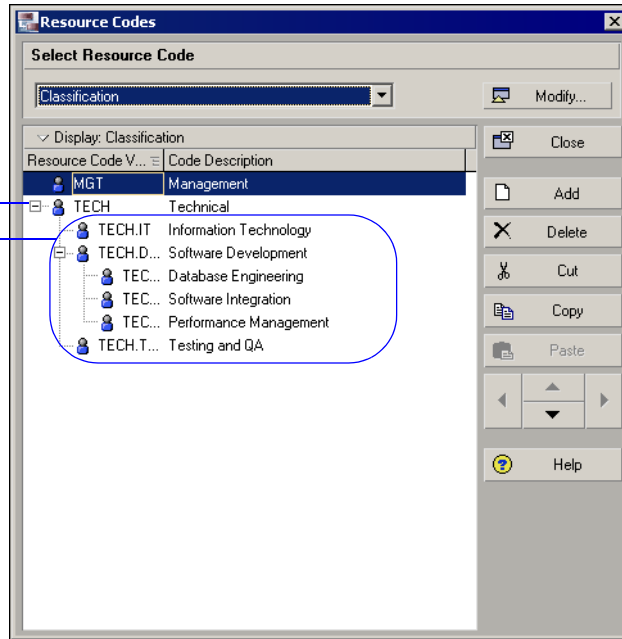 Resource Codes
Select Resource Code
Classification
Modify...
Display: Classification
Close
Resource Code V... Code Description
MGT Management
Add
TECH Technical
TECH.IT Information Technology
Delete
TECH.D... Software Development
TEC... Database Engineering
Cut
TEC... Software Integration
Copy
TEC... Performance Management
TECH.T... Testing and QA
Paste
Help